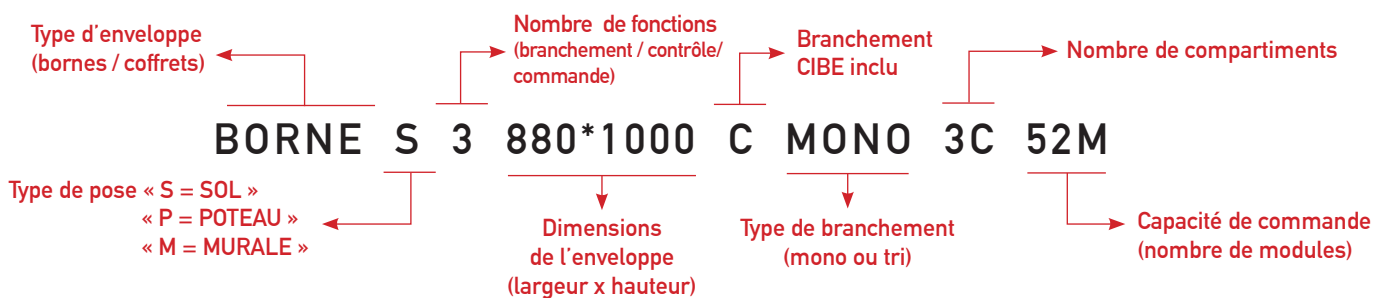 Type d’enveloppe
(bornes / coffrets)
Nombre de fonctions
(branchement / contrôle/
commande)
Branchement
CIBE inclu
Nombre de compartiments
BORNE S 3 880*1000 C MONO 3C 52M
Type de pose « S = SOL »
« P = POTEAU »
« M = MURALE »
Dimensions
de l’enveloppe
(largeur x hauteur)
Type de branchement
(mono ou tri)
Capacité de commande
(nombre de modules)